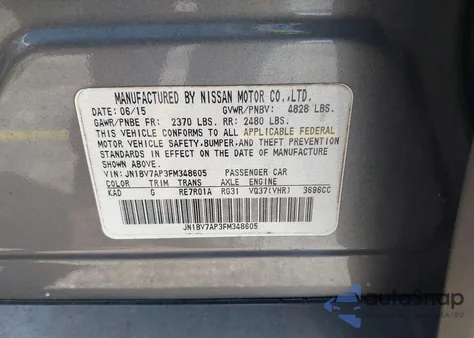 MANUFACTURED BY NISSAN MOTOR CO.,LTD.
DATE: 06/15 GVWR/PNBV: 4828 LBS.
GAWR/PNBE FR: 2370 LBS. RR: 2480 LBS.
THIS VEHICLE CONFORMS TO ALL APPLICABLE FEDERAL
MOTOR VEHICLE SAFETY, BUMPER, AND THEFT PREVENTION
STANDARDS IN EFFECT ON THE DATE OF MANUFACTURE
SHOWN ABOVE.
VIN: JN1BV7AP3FM348605 PASSENGER CAR
COLOR TRIM TRANS AXLE ENGINE
KAD G RE7R01A RG31 VQ37(VHR) 3696CC
JN1BV7AP3FM348605
AutoSnap